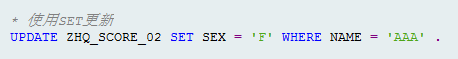 * 使用SET更新
UPDATE ZHQ_SCORE_02 SET SEX = 'F' WHERE NAME = 'AAA' .